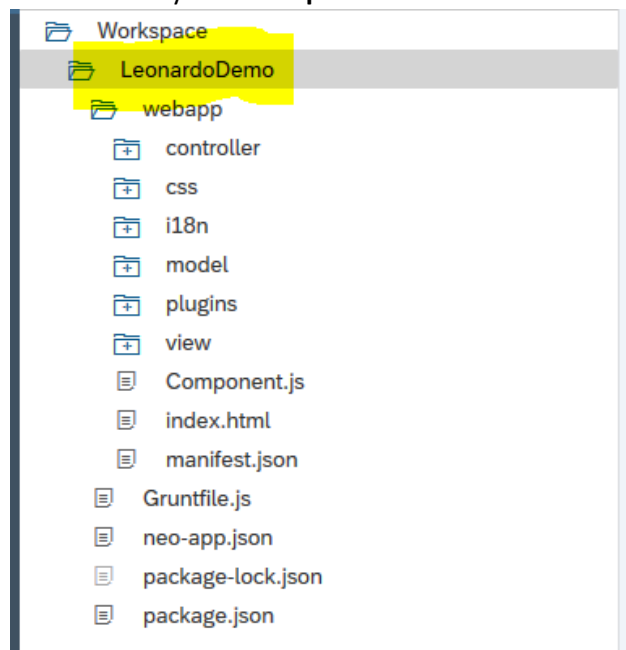 Workspace
LeonardoDemo
webapp
controller
css
i18n
model
plugins
view
Component.js
index.html
manifest.json
Gruntfile.js
neo-app.json
package-lock.json
package.json